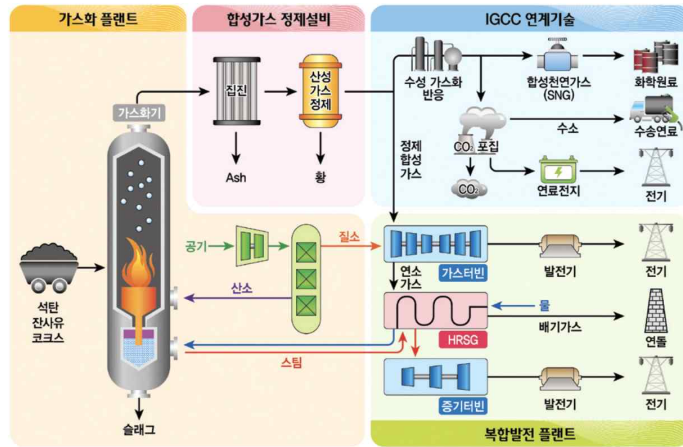 가스화 플랜트
합성가스 정제설비
IGCC 연계기술
가스화기
집진
산성
가스
정제
Ash
황
수성 가스화
반응
합성천연가스
(SNG)
화학원료
수소
수송연료
CO₂ 포집
CO₂
연료전지
전기
정제
합성
가스
석탄
잔사유
코크스
슬래그
공기
질소
산소
스팀
가스터빈
발전기
전기
연소
가스
물
HRSG
배기가스
연돌
증기터빈
발전기
전기
복합발전 플랜트